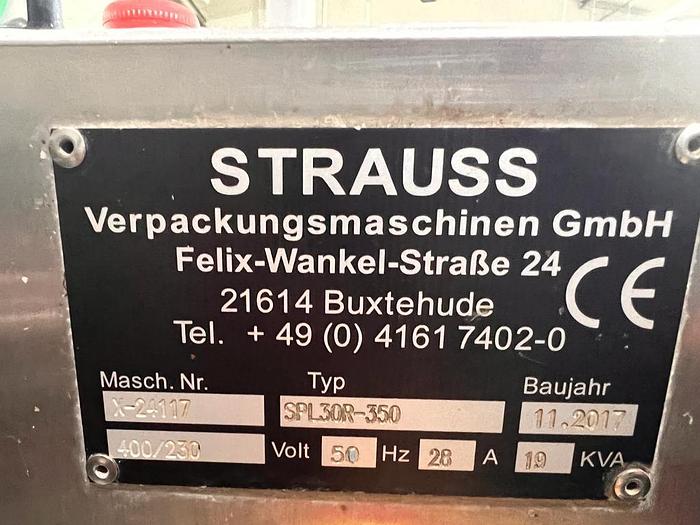 STRAUSS
Verpackungsmaschinen GmbH
Felix-Wankel-Straße 24
21614 Buxtehude
Tel. + 49 (0) 4161 7402-0
CE
Masch. Nr. Typ Baujahr
X-24117 SPL30R-350 11.2017
400/230 Volt 50 Hz 28 A 19 KVA